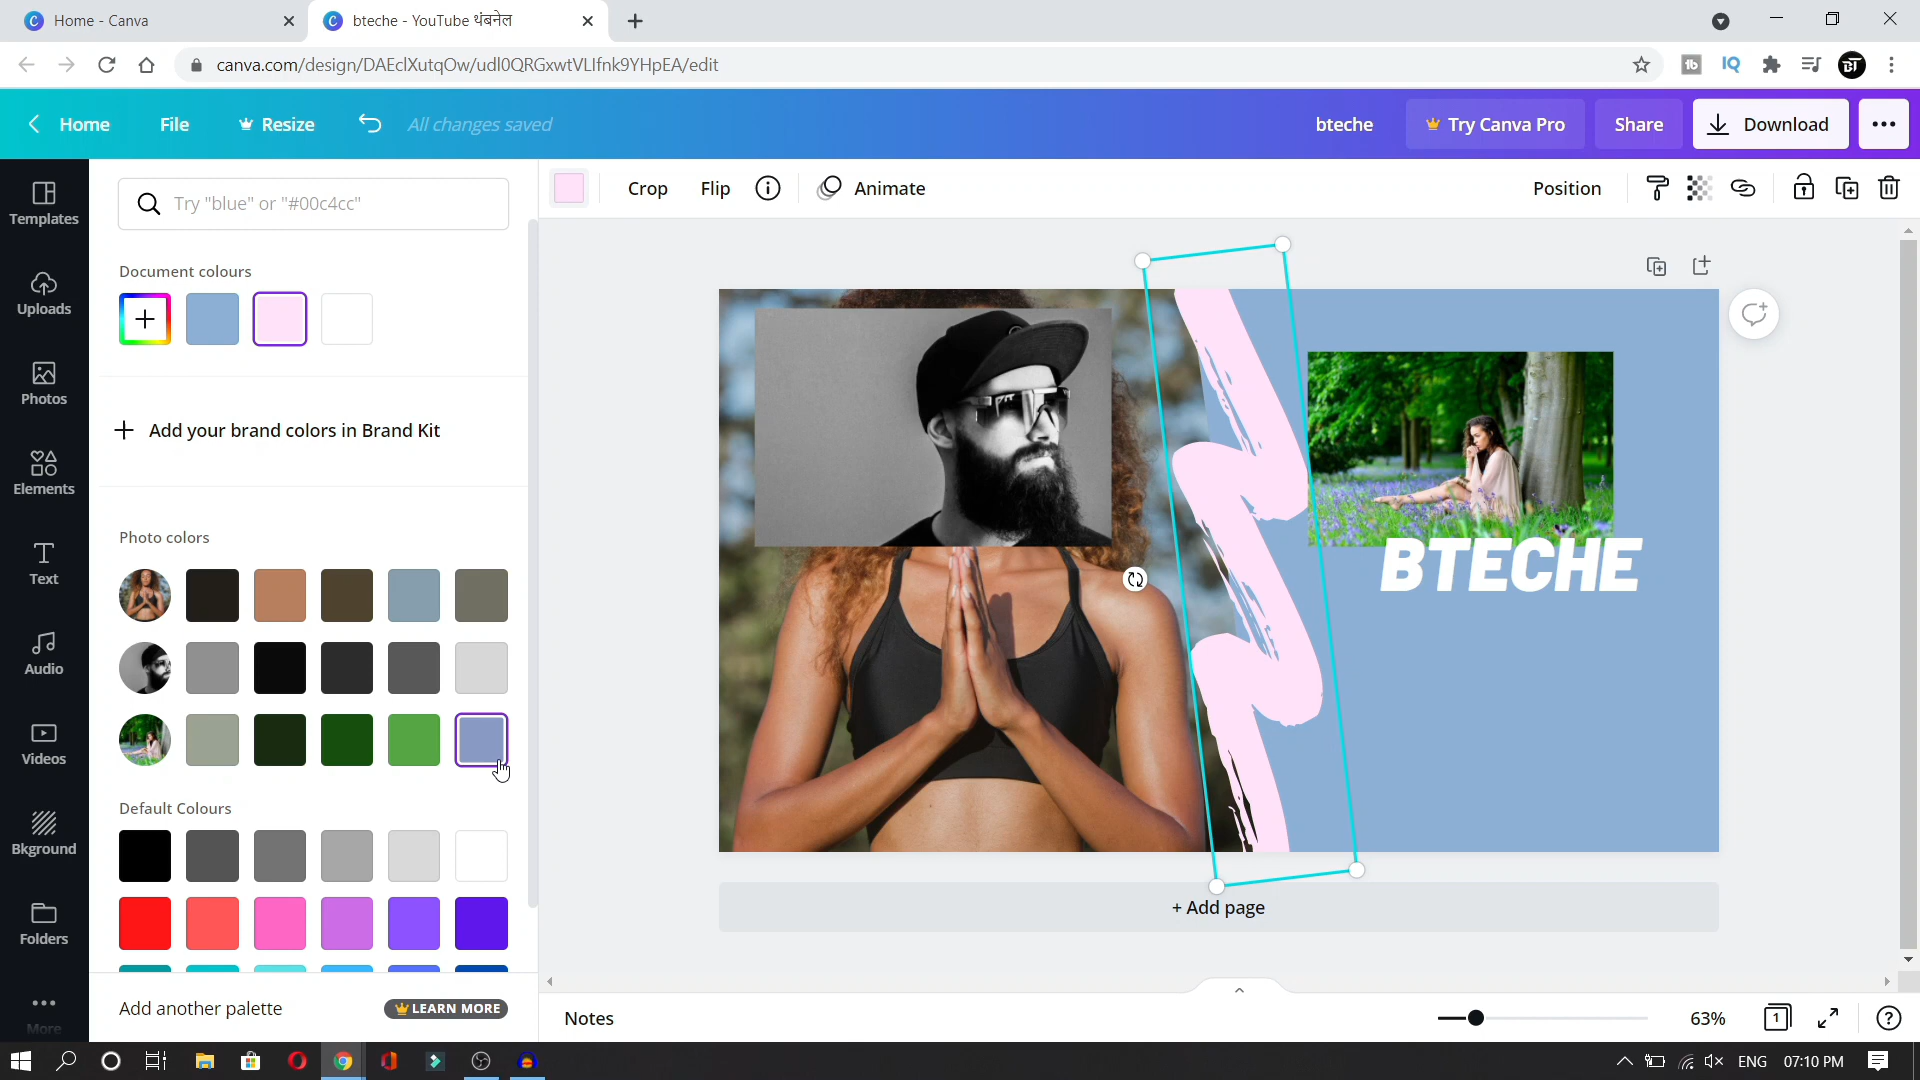 Home - Canva
bteche - YouTube थंबनेल
canva.com/design/DAEclXutqOw/udl0QRGxwtVLIfnk9YHpEA/edit
Home
File
Resize
All changes saved
bteche
Try Canva Pro
Share
Download
Templates
Uploads
Photos
Elements
Text
Audio
Videos
Bkground
Folders
More
Try "blue" or "#00c4cc"
Document colours
Add your brand colors in Brand Kit
Photo colors
Default Colours
Add another palette
LEARN MORE
Crop
Flip
Animate
Position
BTECHE
+ Add page
Notes
63%
1
ENG
07:10 PM